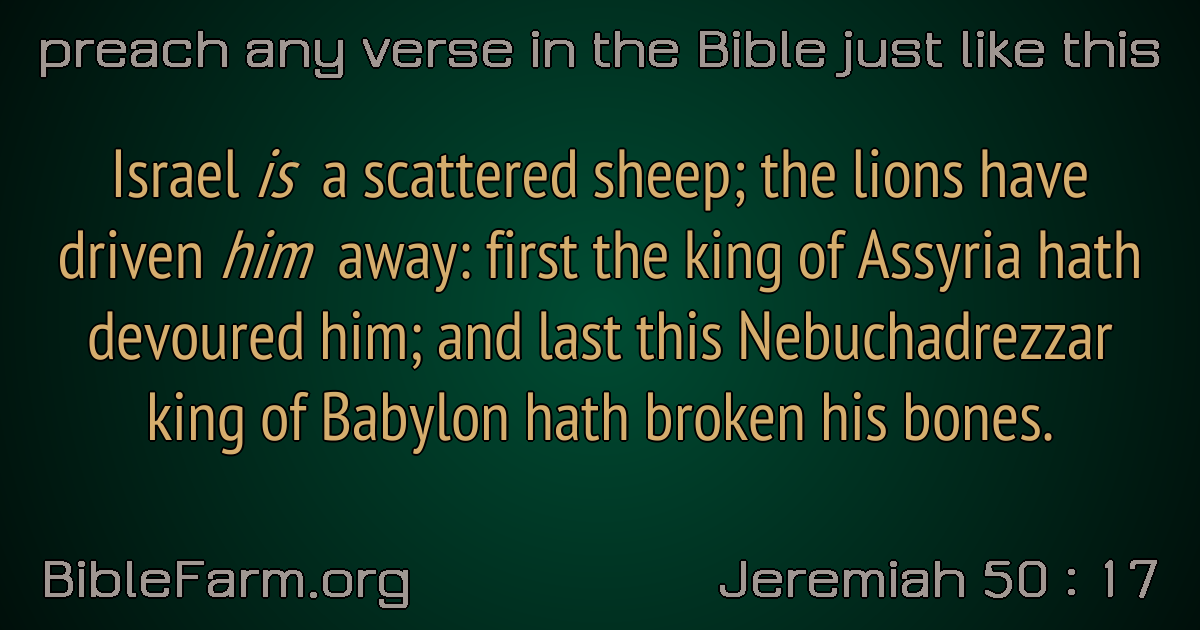 preach any verse in the Bible just like this
Israel is a scattered sheep; the lions have
driven him away: first the king of Assyria hath
devoured him; and last this Nebuchadrezzar
king of Babylon hath broken his bones.
BibleFarm.org
Jeremiah 50 : 17